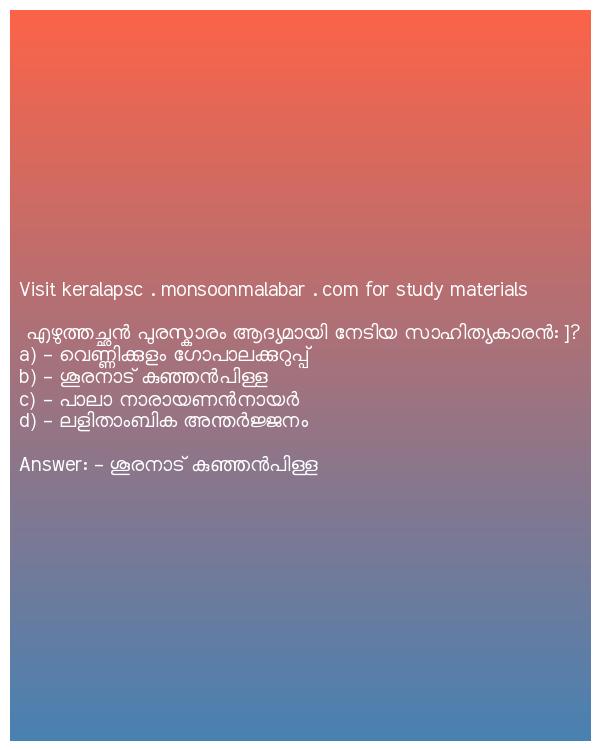 Visit keralapsc . monsoonmalabar . com for study materials
എഴുത്തച്ഛൻ പുരസ്കാരം ആദ്യമായി നേടിയ സാഹിത്യകാരൻ: ]?
a) – വെണ്ണിക്കുളം ഗോപാലക്കുറുപ്പ്
b) – ശൂരനാട് കുഞ്ഞൻപിള്ള
c) – പാലാ നാരായണൻനായർ
d) – ലളിതാംബിക അന്തർജ്ജനം
Answer: – ശൂരനാട് കുഞ്ഞൻപിള്ള